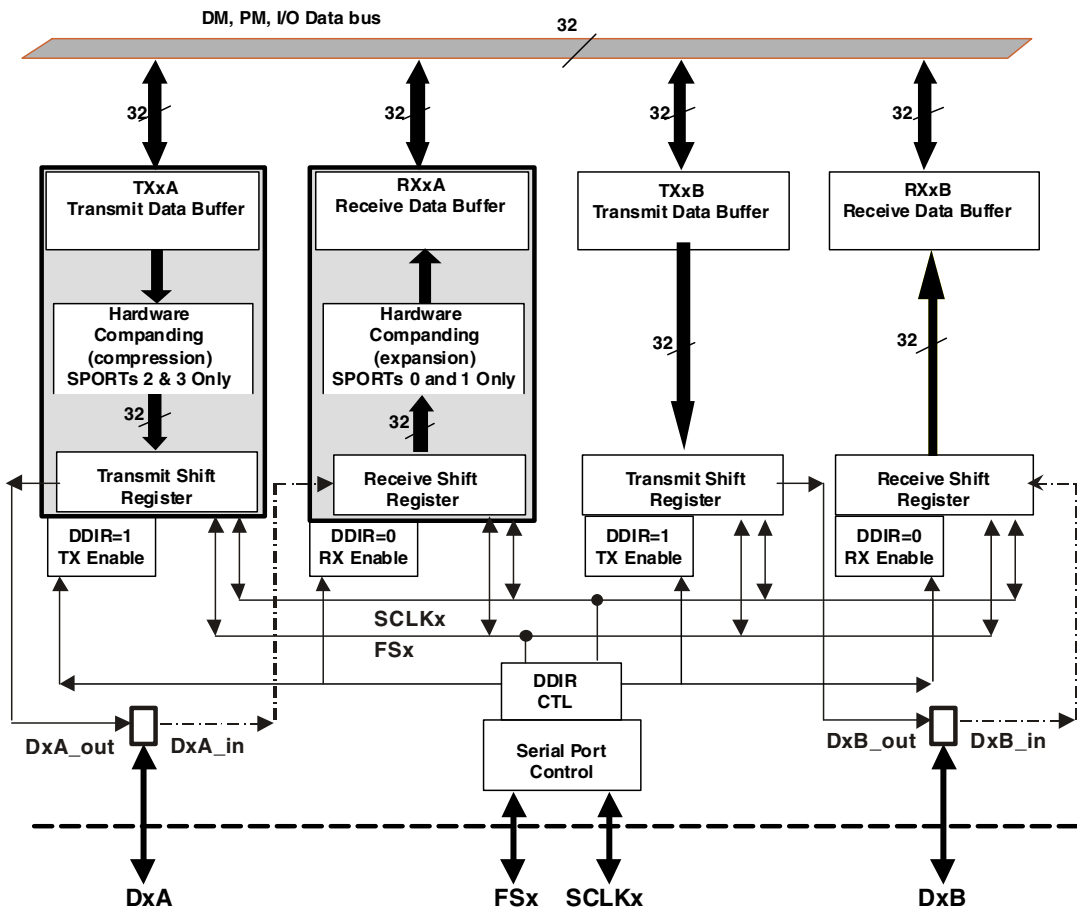 DM, PM, I/O Data bus
32
32
32
32
32
TXxA
Transmit Data Buffer
RXxA
Receive Data Buffer
TXxB
Transmit Data Buffer
RXxB
Receive Data Buffer
Hardware
Companding
(compression)
SPORTs 2 & 3 Only
Hardware
Companding
(expansion)
SPORTs 0 and 1 Only
32
32
32
32
Transmit Shift
Register
Receive Shift
Register
Transmit Shift
Register
Receive Shift
Register
DDIR=1
TX Enable
DDIR=0
RX Enable
DDIR=1
TX Enable
DDIR=0
RX Enable
SCLKx
FSx
DDIR
CTL
Serial Port
Control
DxA_out
DxA_in
DxB_out
DxB_in
DxA
FSx
SCLKx
DxB